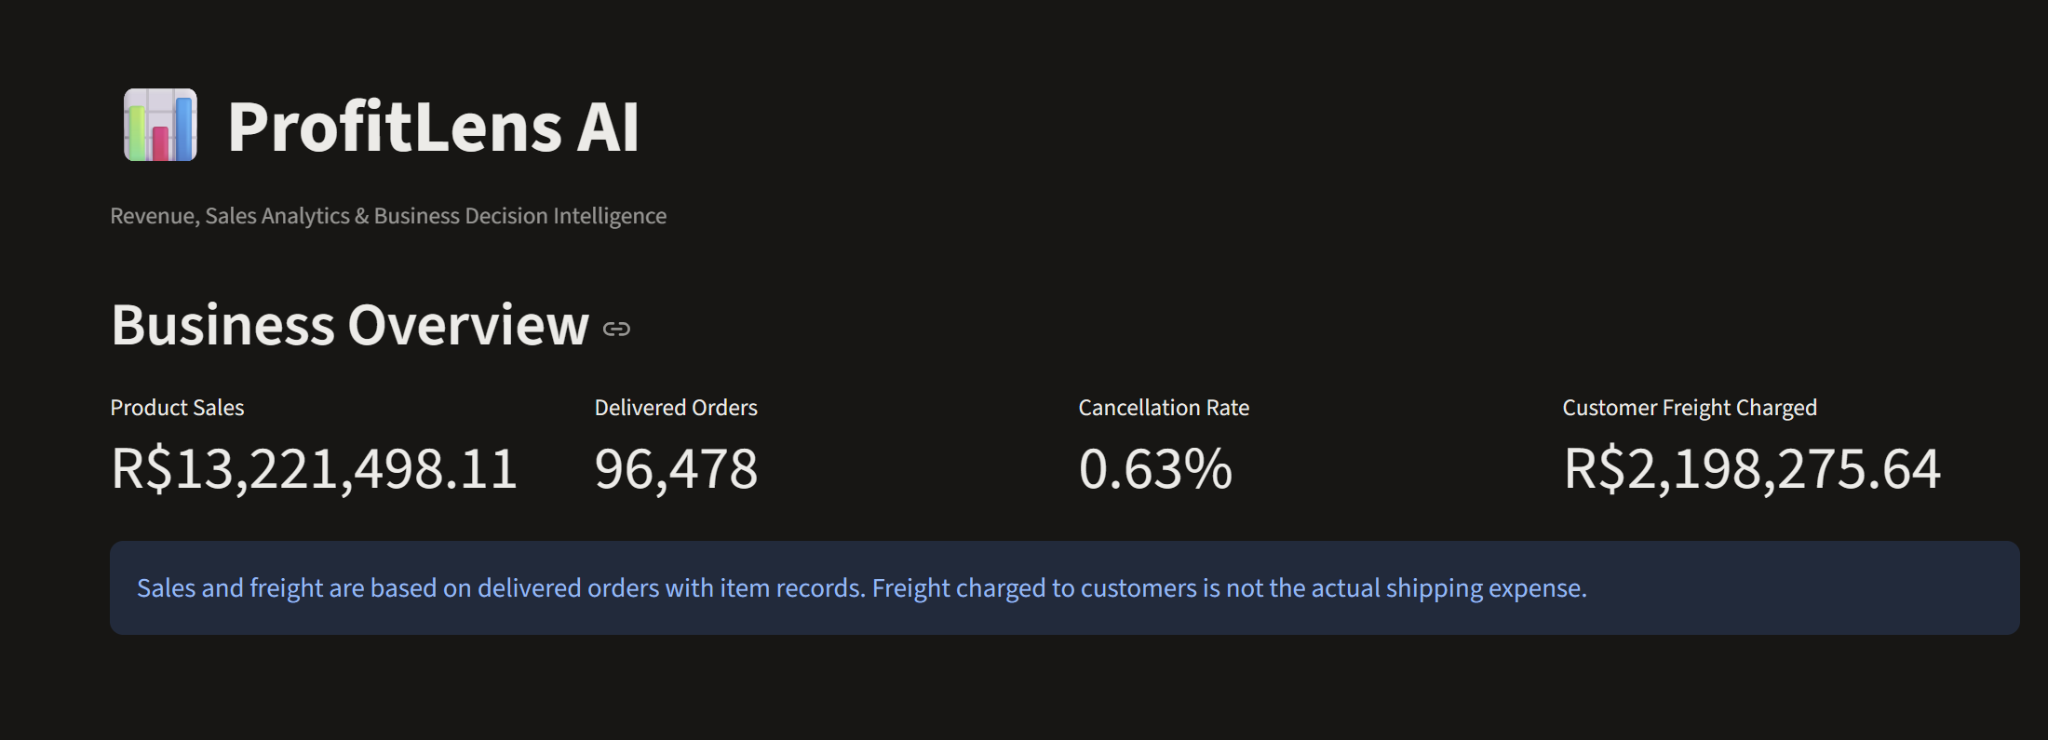 ProfitLens AI
Revenue, Sales Analytics & Business Decision Intelligence
Business Overview
Product Sales
R$13,221,498.11
Delivered Orders
96,478
Cancellation Rate
0.63%
Customer Freight Charged
R$2,198,275.64
Sales and freight are based on delivered orders with item records. Freight charged to customers is not the actual shipping expense.